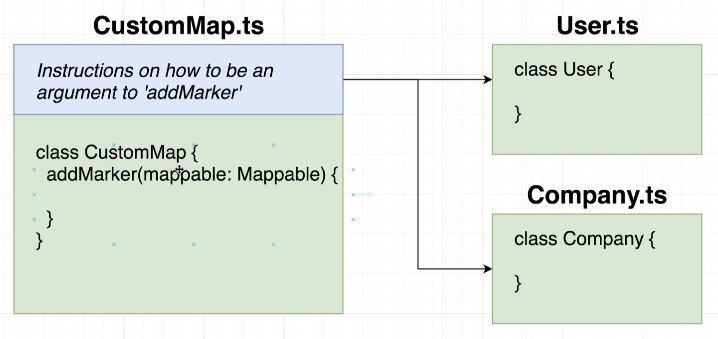 CustomMap.ts
Instructions on how to be an
argument to 'addMarker'
class CustomMap {
addMarker(mappable: Mappable) {
}
}
User.ts
class User {
}
Company.ts
class Company {
}